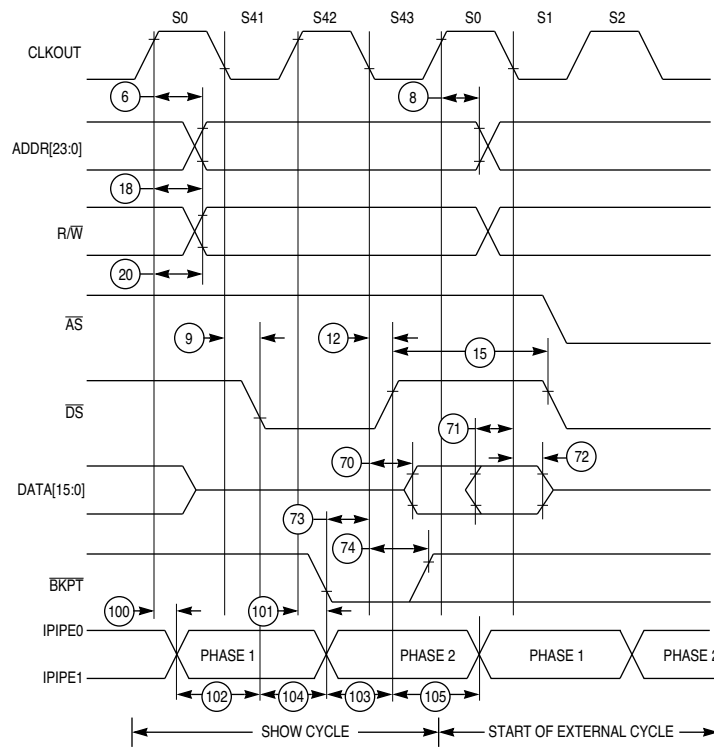 S0 S41 S42 S43 S0 S1 S2
CLKOUT
6 8
ADDR[23:0]
18
R/W
20
AS
9 12 15
DS
71
70 72
DATA[15:0]
73
74
BKPT
100 101
IPIPE0
PHASE 1 PHASE 2 PHASE 1 PHASE 2
IPIPE1
102 104 103 105
SHOW CYCLE START OF EXTERNAL CYCLE